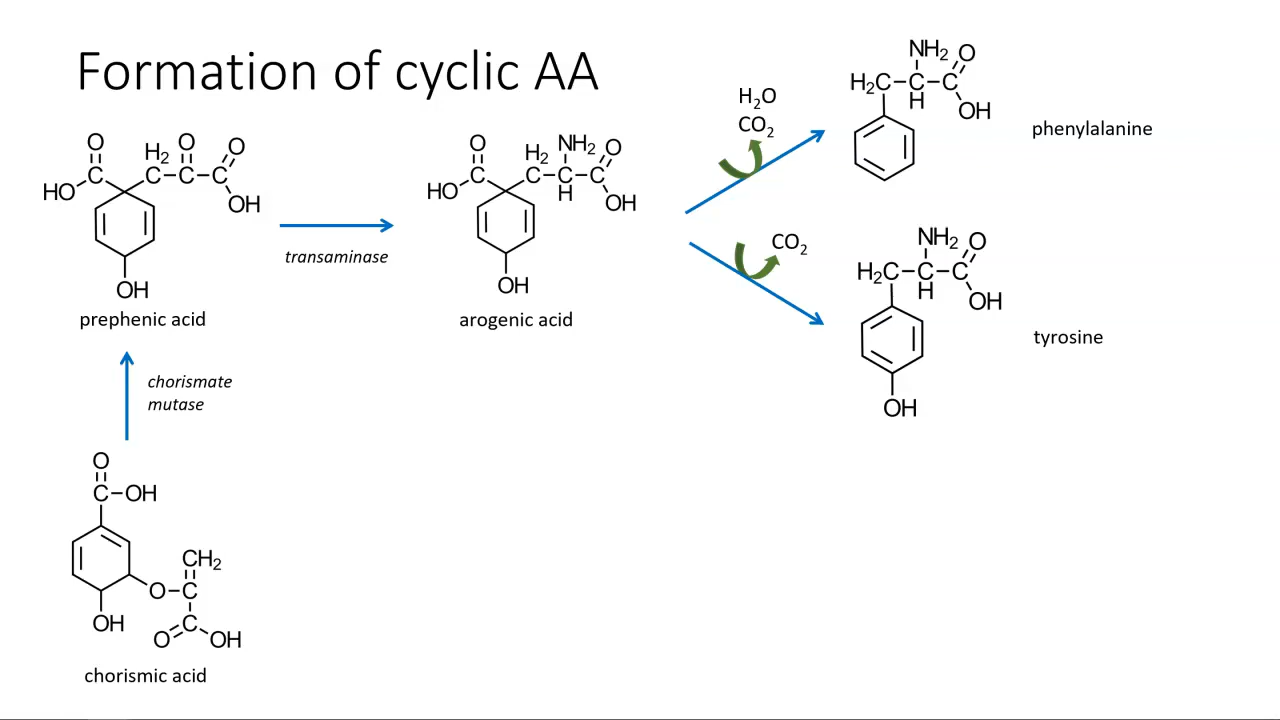 Formation of cyclic AA
O
C
HO
H2
C
O
C
O
C
OH
OH
prephenic acid
transaminase
O
C
HO
H2
C
NH2
C
H
O
C
OH
OH
arogenic acid
H2O
CO2
NH2
O
H2C
C
H
C
OH
phenylalanine
CO2
NH2
O
H2C
C
H
C
OH
OH
tyrosine
chorismate
mutase
O
C
OH
CH2
O
C
OH
C
O
OH
chorismic acid